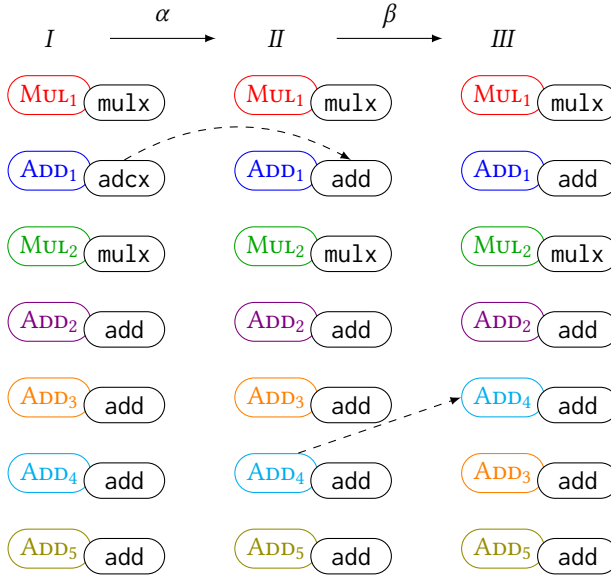 I α II β III
MUL₁ mulx MUL₁ mulx MUL₁ mulx
ADD₁ adcx ADD₁ add ADD₁ add
MUL₂ mulx MUL₂ mulx MUL₂ mulx
ADD₂ add ADD₂ add ADD₂ add
ADD₃ add ADD₃ add ADD₄ add
ADD₄ add ADD₄ add ADD₃ add
ADD₅ add ADD₅ add ADD₅ add